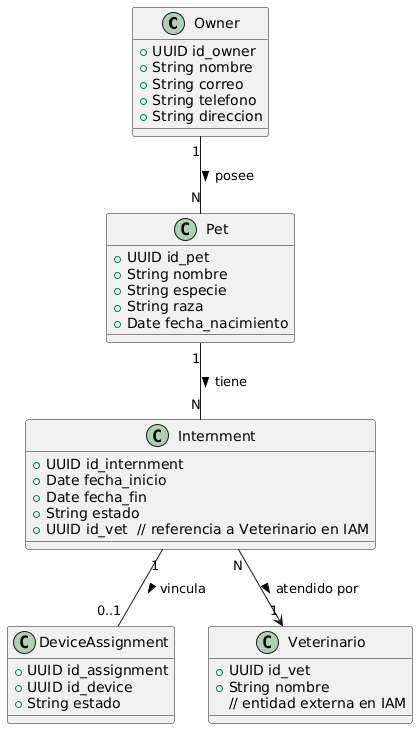 C Owner
UUID id_owner
String nombre
String correo
String telefono
String direccion
1
posee
N
C Pet
UUID id_pet
String nombre
String especie
String raza
Date fecha_nacimiento
1
tiene
N
C Internment
UUID id_internment
Date fecha_inicio
Date fecha_fin
String estado
UUID id_vet // referencia a Veterinario en IAM
1
N
vincula
atendido por
0..1
1
C DeviceAssignment
UUID id_assignment
UUID id_device
String estado
C Veterinario
UUID id_vet
String nombre
// entidad externa en IAM